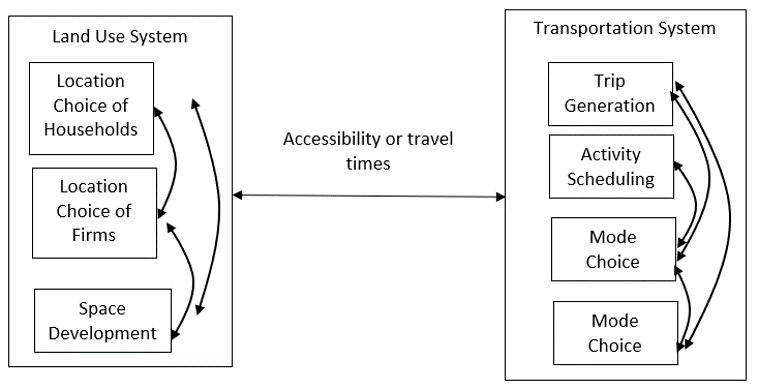 Land Use System
Location
Choice of
Households
Location
Choice of
Firms
Space
Development
Accessibility or travel
times
Transportation System
Trip
Generation
Activity
Scheduling
Mode
Choice
Mode
Choice